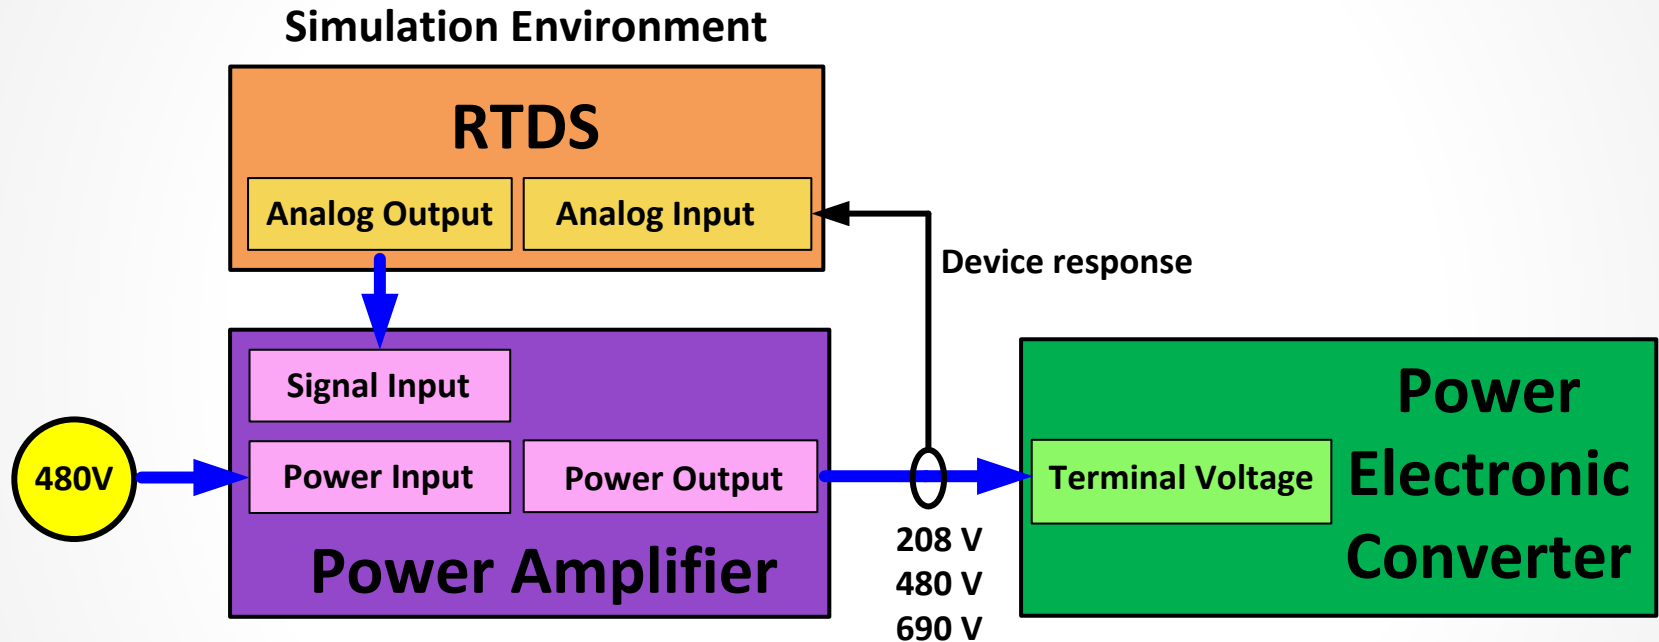 Simulation Environment
RTDS
Analog Output
Analog Input
Device response
Signal Input
480V
Power Input
Power Output
Power Amplifier
208 V
480 V
690 V
Terminal Voltage
Power
Electronic
Converter